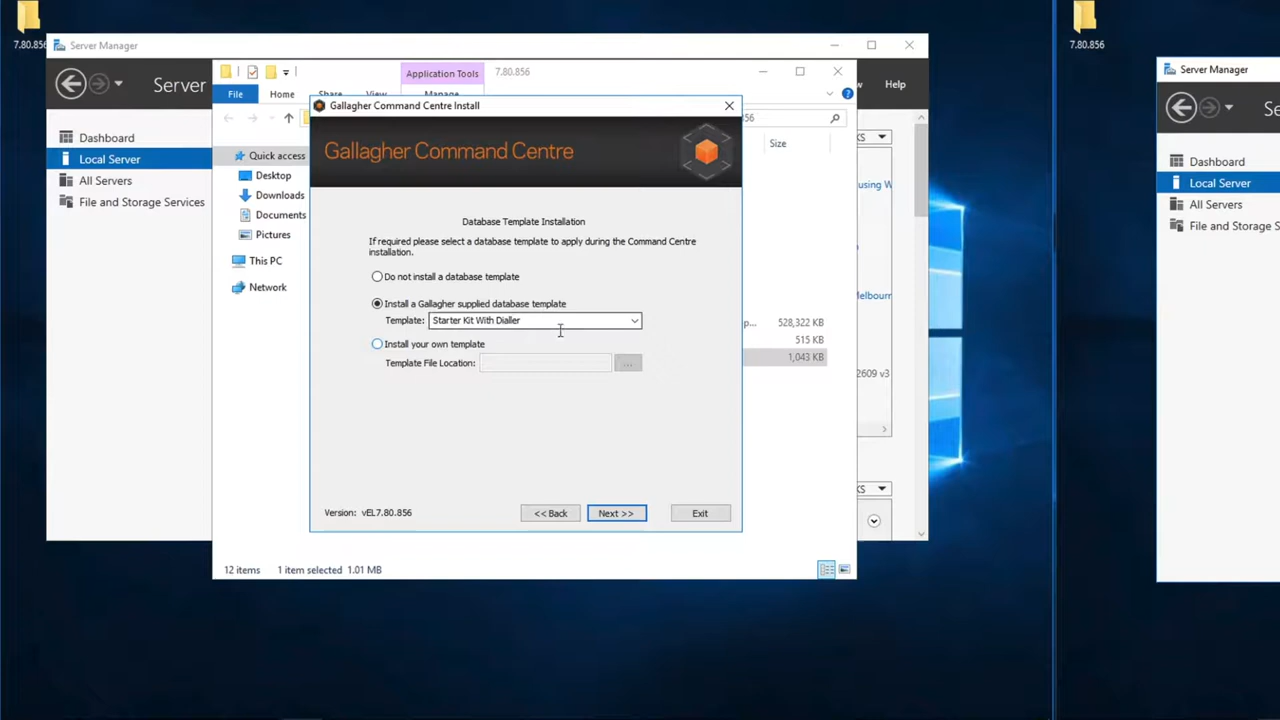 7.80.856
Server Manager
Server
Help
Dashboard
Local Server
All Servers
File and Storage Services
Application Tools
7.80.856
File
Home
Share
View
Manage
Quick access
Desktop
Downloads
Documents
Pictures
This PC
Network
Size
using W
Melbourn
528,322 KB
515 KB
1,043 KB
2609 v3
12 items 1 item selected 1.01 MB
Gallagher Command Centre Install
Gallagher Command Centre
Database Template Installation
If required please select a database template to apply during the Command Centre
installation.
Do not install a database template
Install a Gallagher supplied database template
Template: Starter Kit With Dialler
Install your own template
Template File Location:
...
Version: vEL7.80.856
<< Back
Next >>
Exit
7.80.856
Server Manager
Se
Dashboard
Local Server
All Servers
File and Storage S